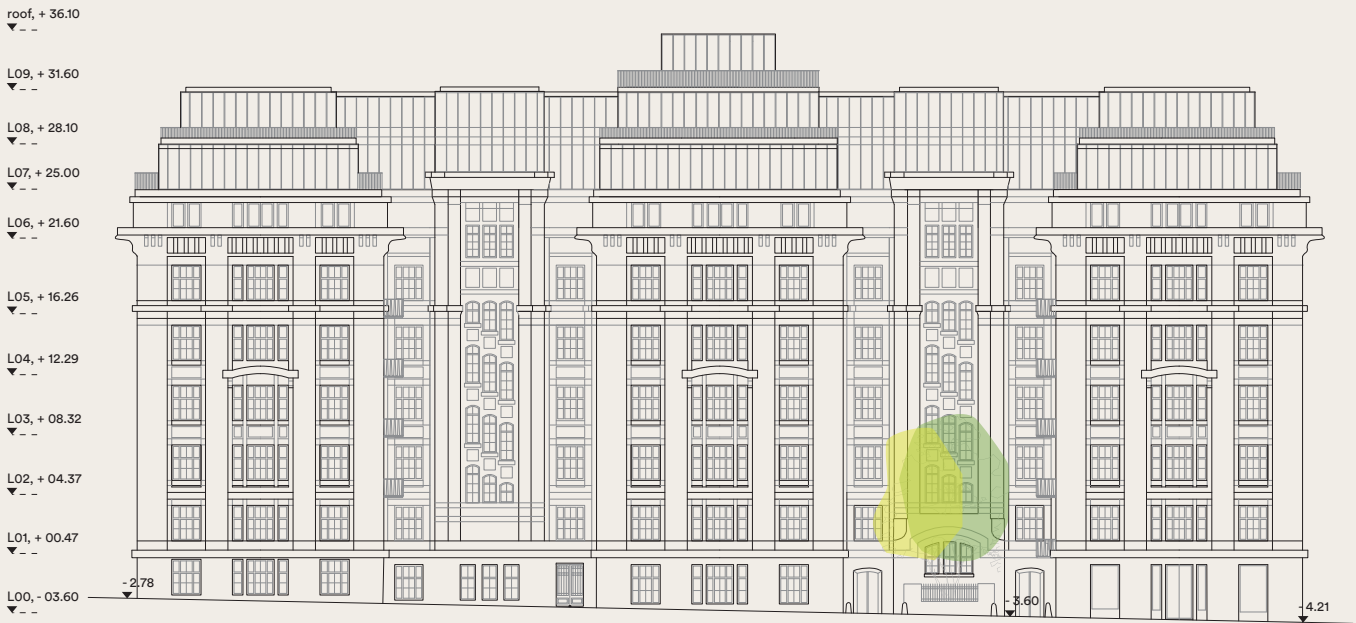 roof, + 36.10
L09, + 31.60
L08, + 28.10
L07, + 25.00
L06, + 21.60
L05, + 16.26
L04, + 12.29
L03, + 08.32
L02, + 04.37
L01, + 00.47
- 2.78
L00, - 03.60
- 3.60
- 4.21